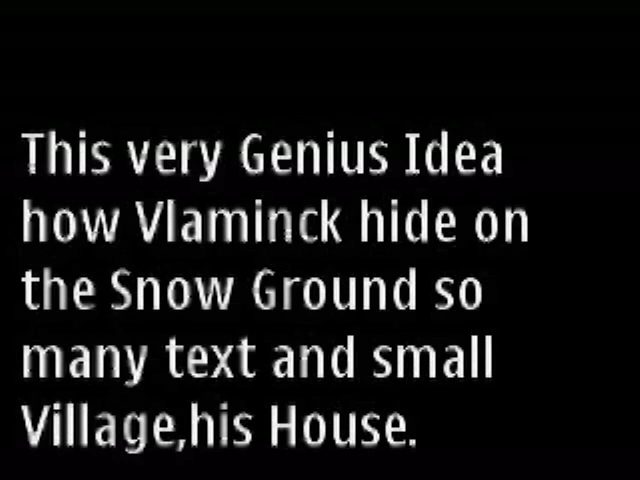 This very Genius Idea
how Vlaminck hide on
the Snow Ground so
many text and small
Village,his House.